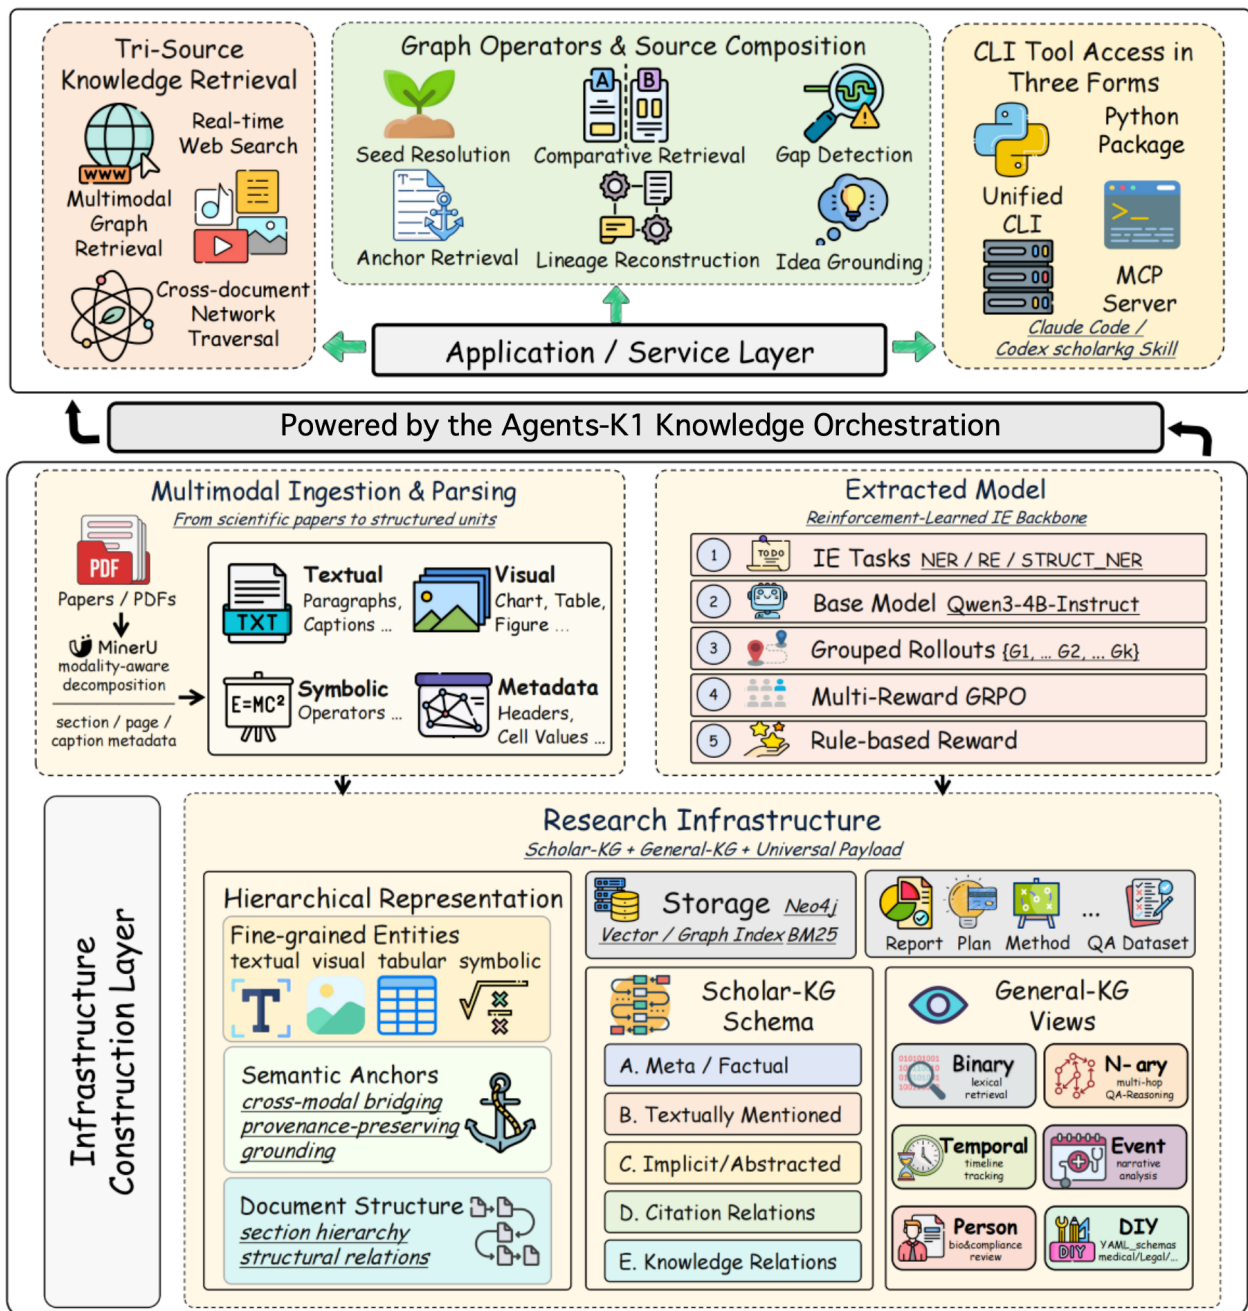 Tri-Source
Knowledge Retrieval
Real-time
Web Search
WWW
Multimodal
Graph
Retrieval
Cross-document
Network
Traversal
Graph Operators & Source Composition
A
B
Seed Resolution
Comparative Retrieval
Gap Detection
T
Anchor Retrieval
Lineage Reconstruction
Idea Grounding
CLI Tool Access in
Three Forms
Python
Package
Unified
CLI
>_
MCP
Server
Claude Code /
Codex scholarkg Skill
Application / Service Layer
Powered by the Agents-K1 Knowledge Orchestration
Multimodal Ingestion & Parsing
From scientific papers to structured units
PDF
Papers / PDFs
MinerU
modality-aware
decomposition
section / page /
caption metadata
TXT
Textual
Paragraphs,
Captions ...
Visual
Chart, Table,
Figure ...
E=MC²
Symbolic
Operators ...
Metadata
Headers,
Cell Values ...
Extracted Model
Reinforcement-Learned IE Backbone
1 TO DO IE Tasks NER / RE / STRUCT_NER
2 Base Model Qwen3-4B-Instruct
3 Grouped Rollouts {G1, ... G2, ... Gk}
4 Multi-Reward GRPO
5 Rule-based Reward
Infrastructure
Construction Layer
Research Infrastructure
Scholar-KG + General-KG + Universal Payload
Hierarchical Representation
Fine-grained Entities
textual visual tabular symbolic
T
Semantic Anchors
cross-modal bridging
provenance-preserving
grounding
Document Structure
section hierarchy
structural relations
Storage Neo4j
Vector / Graph Index BM25
Report Plan Method ... QA Dataset
Scholar-KG
Schema
A. Meta / Factual
B. Textually Mentioned
C. Implicit/Abstracted
D. Citation Relations
E. Knowledge Relations
General-KG
Views
Binary
lexical
retrieval
N-ary
multi-hop
QA-Reasoning
Temporal
timeline
tracking
Event
narrative
analysis
Person
bio&compliance
review
DIY
DIY
YAML_schemas
medical/Legal/...